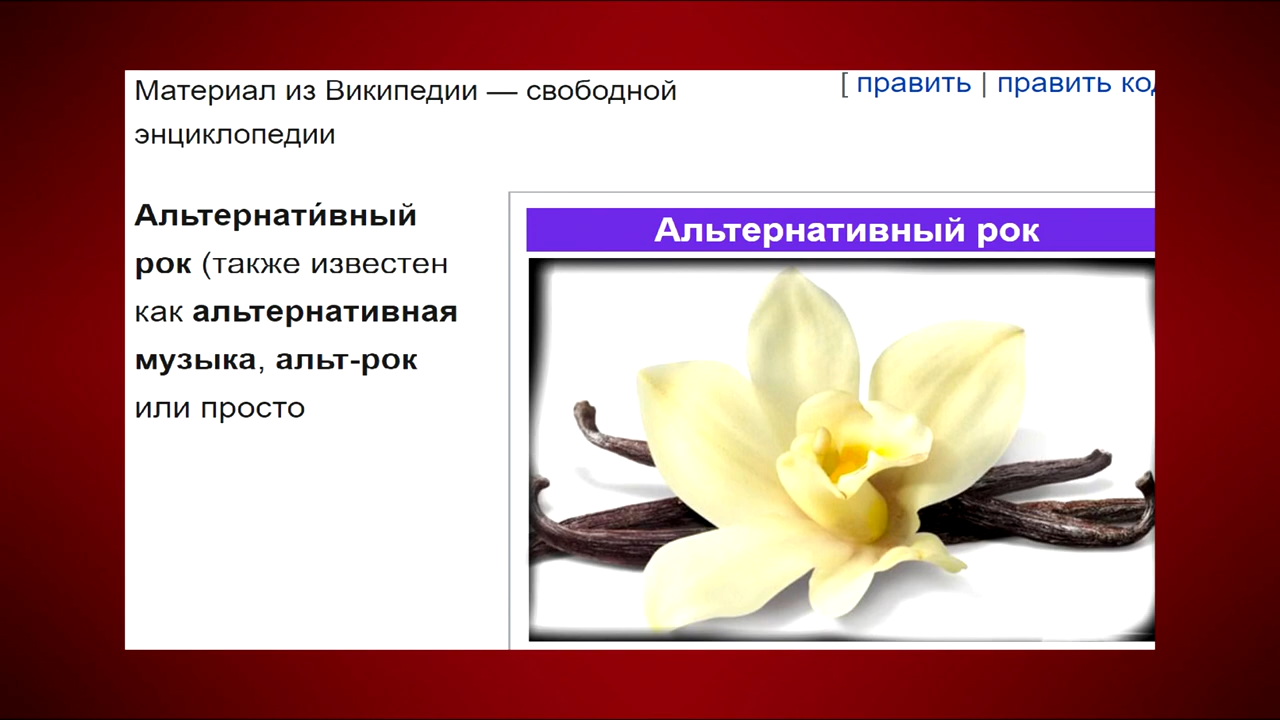 Материал из Википедии — свободной
энциклопедии
[ править | править код
Альтернати́вный
рок (также известен
как альтернативная
музыка, альт-рок
или просто
Альтернативный рок